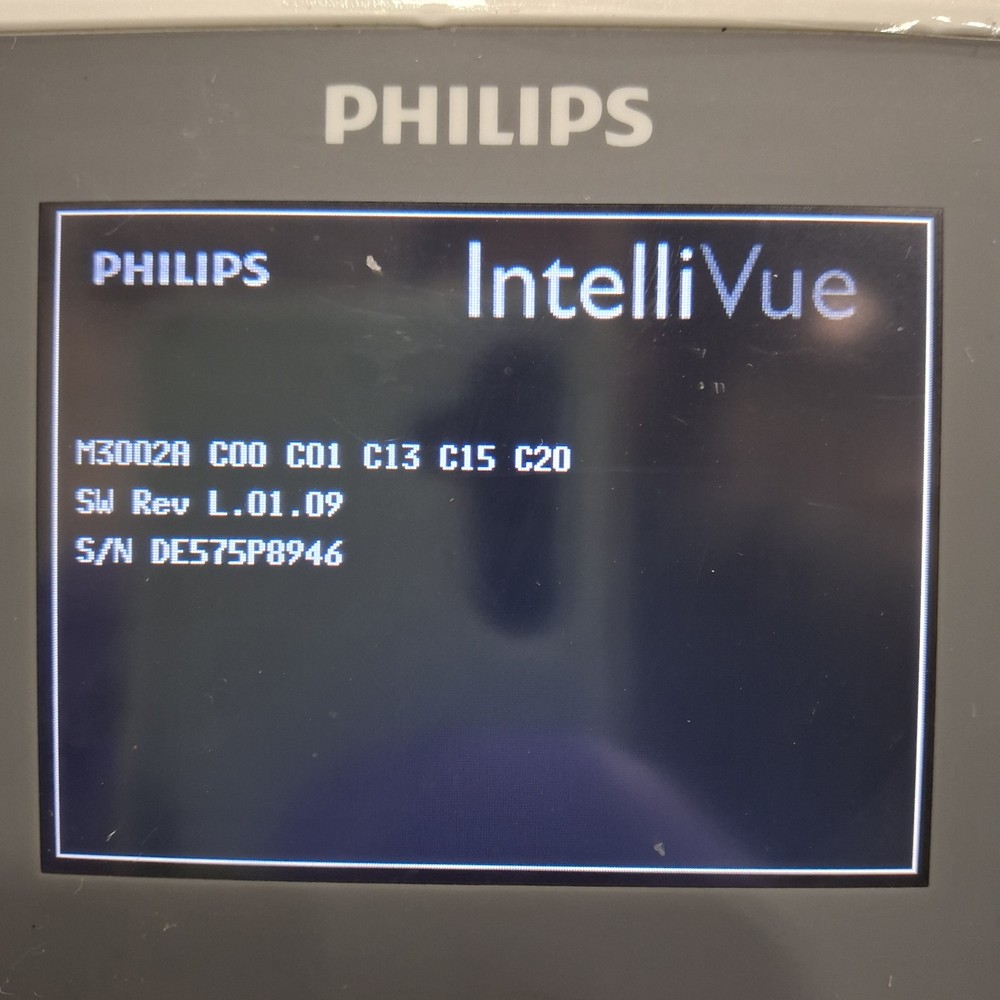 PHILIPS
PHILIPS IntelliVue
M3002A C00 C01 C13 C15 C20
SW Rev L.01.09
S/N DE575P8946